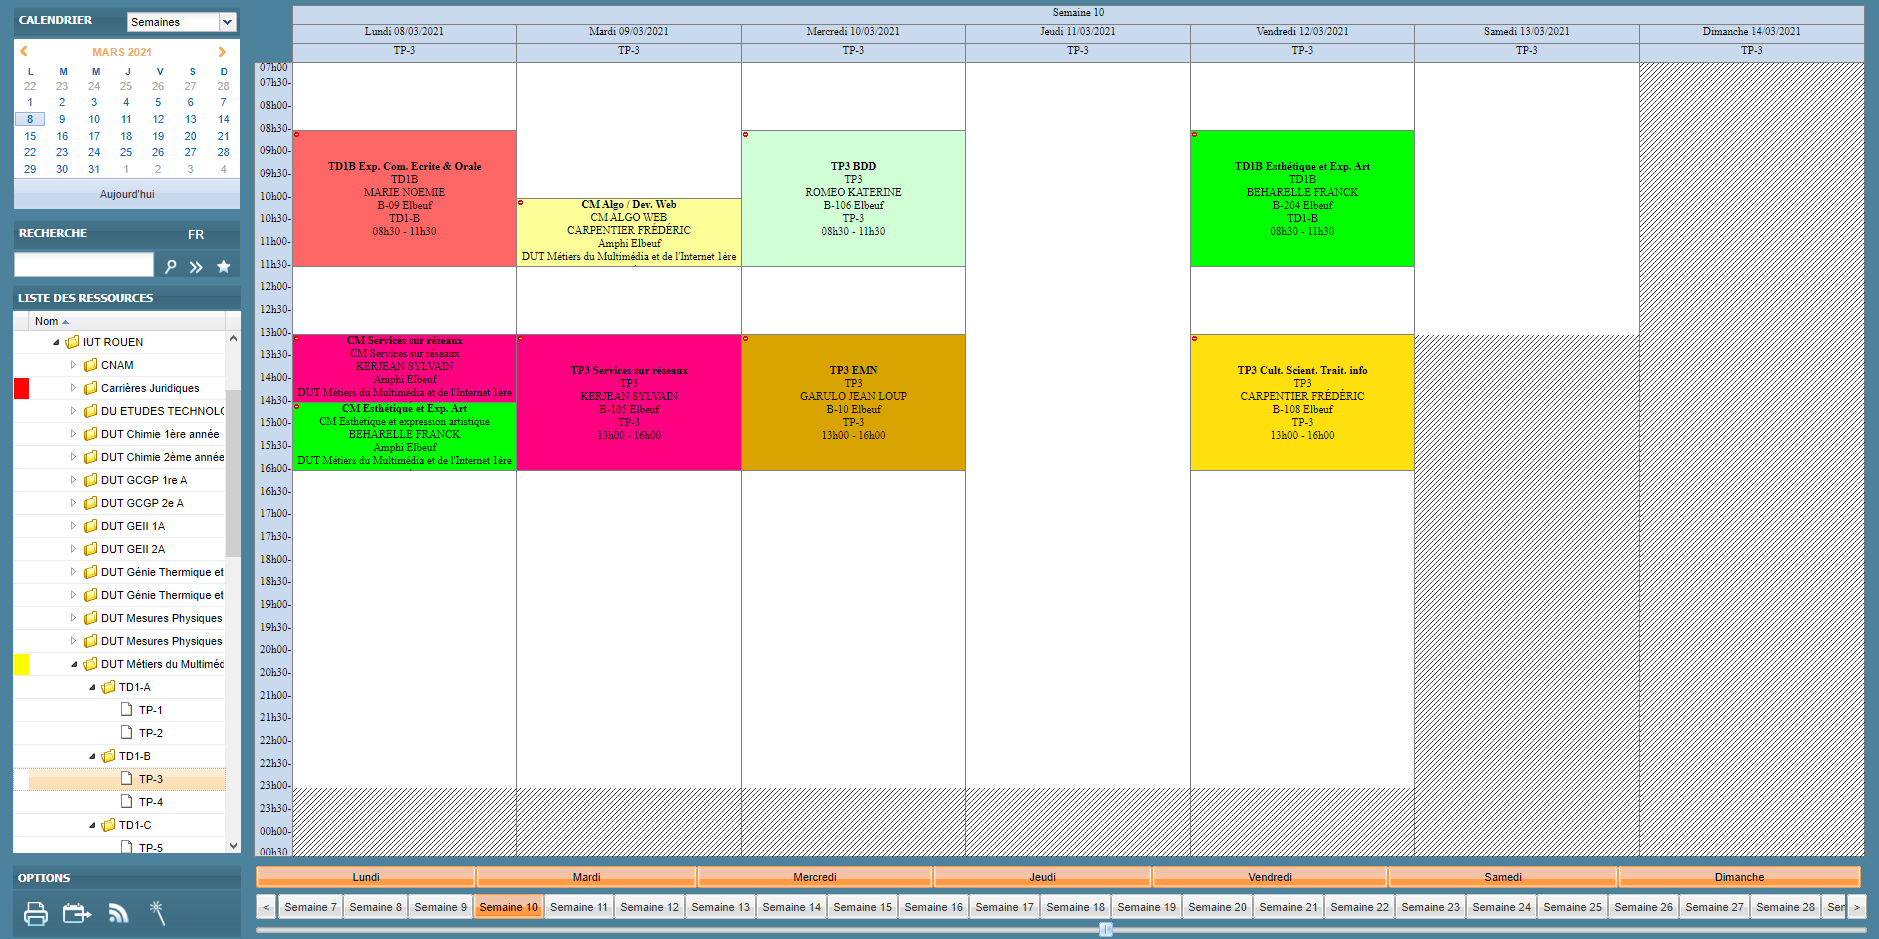 CALENDRIER
Semaines
MARS 2021
L M M J V S D
22 23 24 25 26 27 28
1 2 3 4 5 6 7
8 9 10 11 12 13 14
15 16 17 18 19 20 21
22 23 24 25 26 27 28
29 30 31 1 2 3 4
Aujourd'hui
RECHERCHE FR
LISTE DES RESSOURCES
Nom
IUT ROUEN
CNAM
Carrières Juridiques
DU ETUDES TECHNOLO
DUT Chimie 1ère année
DUT Chimie 2ème année
DUT GCGP 1re A
DUT GCGP 2e A
DUT GEII 1A
DUT GEII 2A
DUT Génie Thermique et
DUT Génie Thermique et
DUT Mesures Physiques
DUT Mesures Physiques
DUT Métiers du Multiméd
TD1-A
TP-1
TP-2
TD1-B
TP-3
TP-4
TD1-C
TP-5
OPTIONS
Semaine 10
Lundi 08/03/2021 Mardi 09/03/2021 Mercredi 10/03/2021 Jeudi 11/03/2021 Vendredi 12/03/2021 Samedi 13/03/2021 Dimanche 14/03/2021
TP-3 TP-3 TP-3 TP-3 TP-3 TP-3 TP-3
07h00
07h30-
08h00-
08h30-
09h00-
09h30-
10h00-
10h30-
11h00-
11h30-
12h00-
12h30-
13h00-
13h30-
14h00-
14h30-
15h00-
15h30-
16h00-
16h30-
17h00-
17h30-
18h00-
18h30-
19h00-
19h30-
20h00-
20h30-
21h00-
21h30-
22h00-
22h30-
23h00-
23h30-
00h00-
00h30
TD1B Exp. Com. Ecrite & Orale
TD1B
MARIE NOEMIE
B-09 Elbeuf
TD1-B
08h30 - 11h30
CM Services sur réseaux
CM Services sur réseaux
KERJEAN SYLVAIN
Amphi Elbeuf
DUT Métiers du Multimédia et de l'Internet 1ère
CM Esthétique et Exp. Art
CM Esthétique et expression artistique
BEHARELLE FRANCK
Amphi Elbeuf
DUT Métiers du Multimédia et de l'Internet 1ère
CM Algo / Dev. Web
CM ALGO WEB
CARPENTIER FRÉDÉRIC
Amphi Elbeuf
DUT Métiers du Multimédia et de l'Internet 1ère
TP3 Services sur réseaux
TP3
KERJEAN SYLVAIN
B-105 Elbeuf
TP-3
13h00 - 16h00
TP3 BDD
TP3
ROMEO KATERINE
B-106 Elbeuf
TP-3
08h30 - 11h30
TP3 EMN
TP3
GARULO JEAN LOUP
B-10 Elbeuf
TP-3
13h00 - 16h00
TD1B Esthétique et Exp. Art
TD1B
BEHARELLE FRANCK
B-204 Elbeuf
TD1-B
08h30 - 11h30
TP3 Cult. Scient. Trait. info
TP3
CARPENTIER FRÉDÉRIC
B-108 Elbeuf
TP-3
13h00 - 16h00
Lundi Mardi Mercredi Jeudi Vendredi Samedi Dimanche
< Semaine 7 Semaine 8 Semaine 9 Semaine 10 Semaine 11 Semaine 12 Semaine 13 Semaine 14 Semaine 15 Semaine 16 Semaine 17 Semaine 18 Semaine 19 Semaine 20 Semaine 21 Semaine 22 Semaine 23 Semaine 24 Semaine 25 Semaine 26 Semaine 27 Semaine 28 Sem >